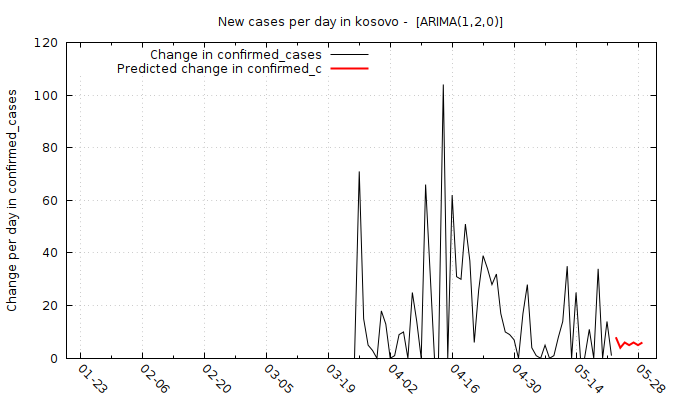 New cases per day in kosovo -  [ARIMA(1,2,0)]
Change in confirmed_cases
Predicted change in confirmed_c
Change per day in confirmed_cases
120
100
80
60
40
20
0
01-23 02-06 02-20 03-05 03-19 04-02 04-16 04-30 05-14 05-28